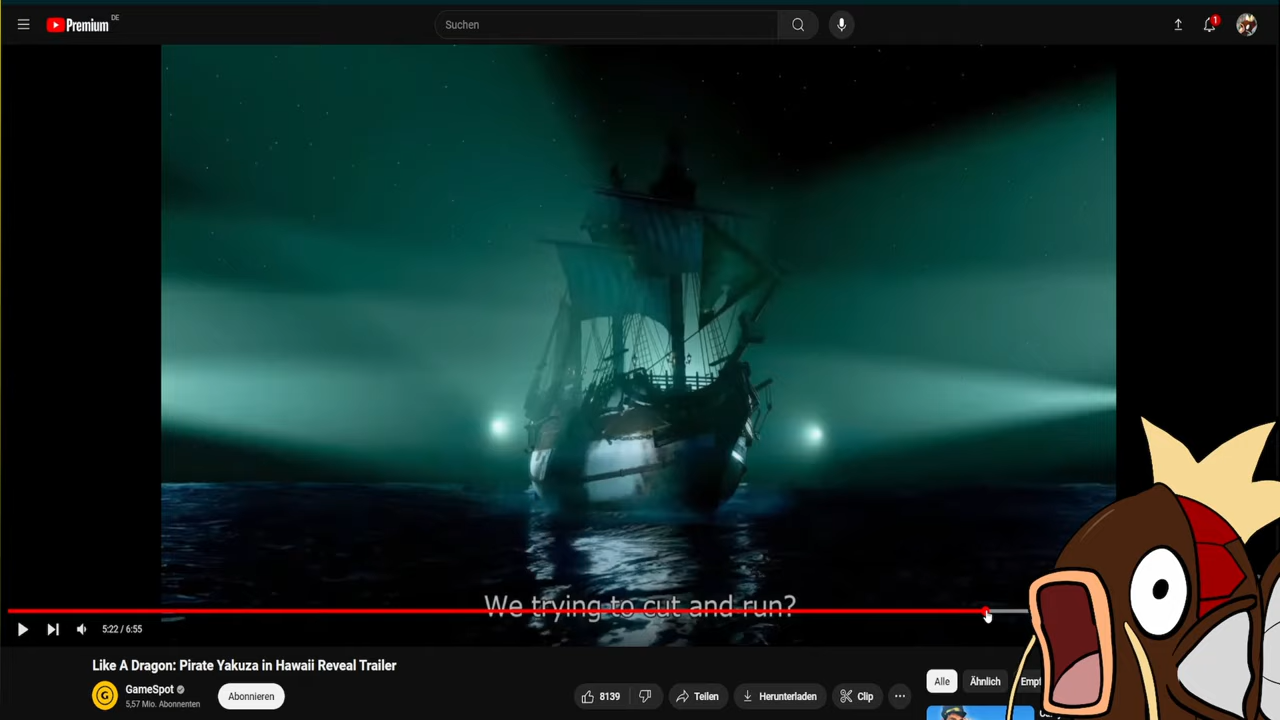 Premium DE
Suchen
1
We trying to cut and run?
5:22 / 6:55
Like A Dragon: Pirate Yakuza in Hawaii Reveal Trailer
G
GameSpot
5,57 Mio. Abonnenten
Abonnieren
8139
Teilen
Herunterladen
Clip
Alle
Ähnlich